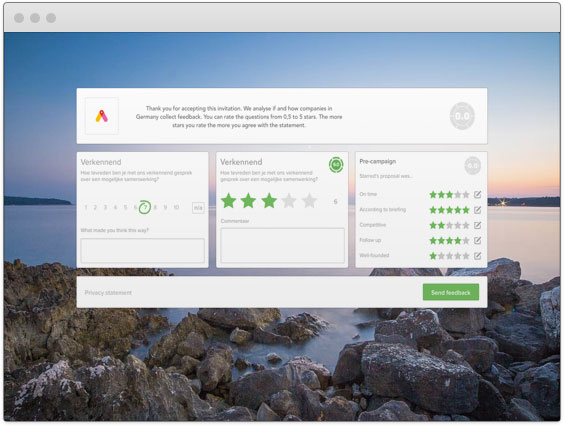 Thank you for accepting this invitation. We analyse if and how companies in
Germany collect feedback. You can rate the questions from 0,5 to 5 stars. The more
stars you rate the more you agree with the statement.
0.0
Verkennend
Hoe tevreden ben je met ons verkennend gesprek
over een mogelijke samenwerking?
1 2 3 4 5 6 7 8 9 10 n/a
What made you think this way?
Verkennend
Hoe tevreden ben je met ons verkennend gesprek
over een mogelijke samenwerking?
6
Commentaar
Pre-campaign
Starred's proposal was...
On time
According to briefing
Competitive
Follow up
Well-founded
Privacy statement
Send feedback